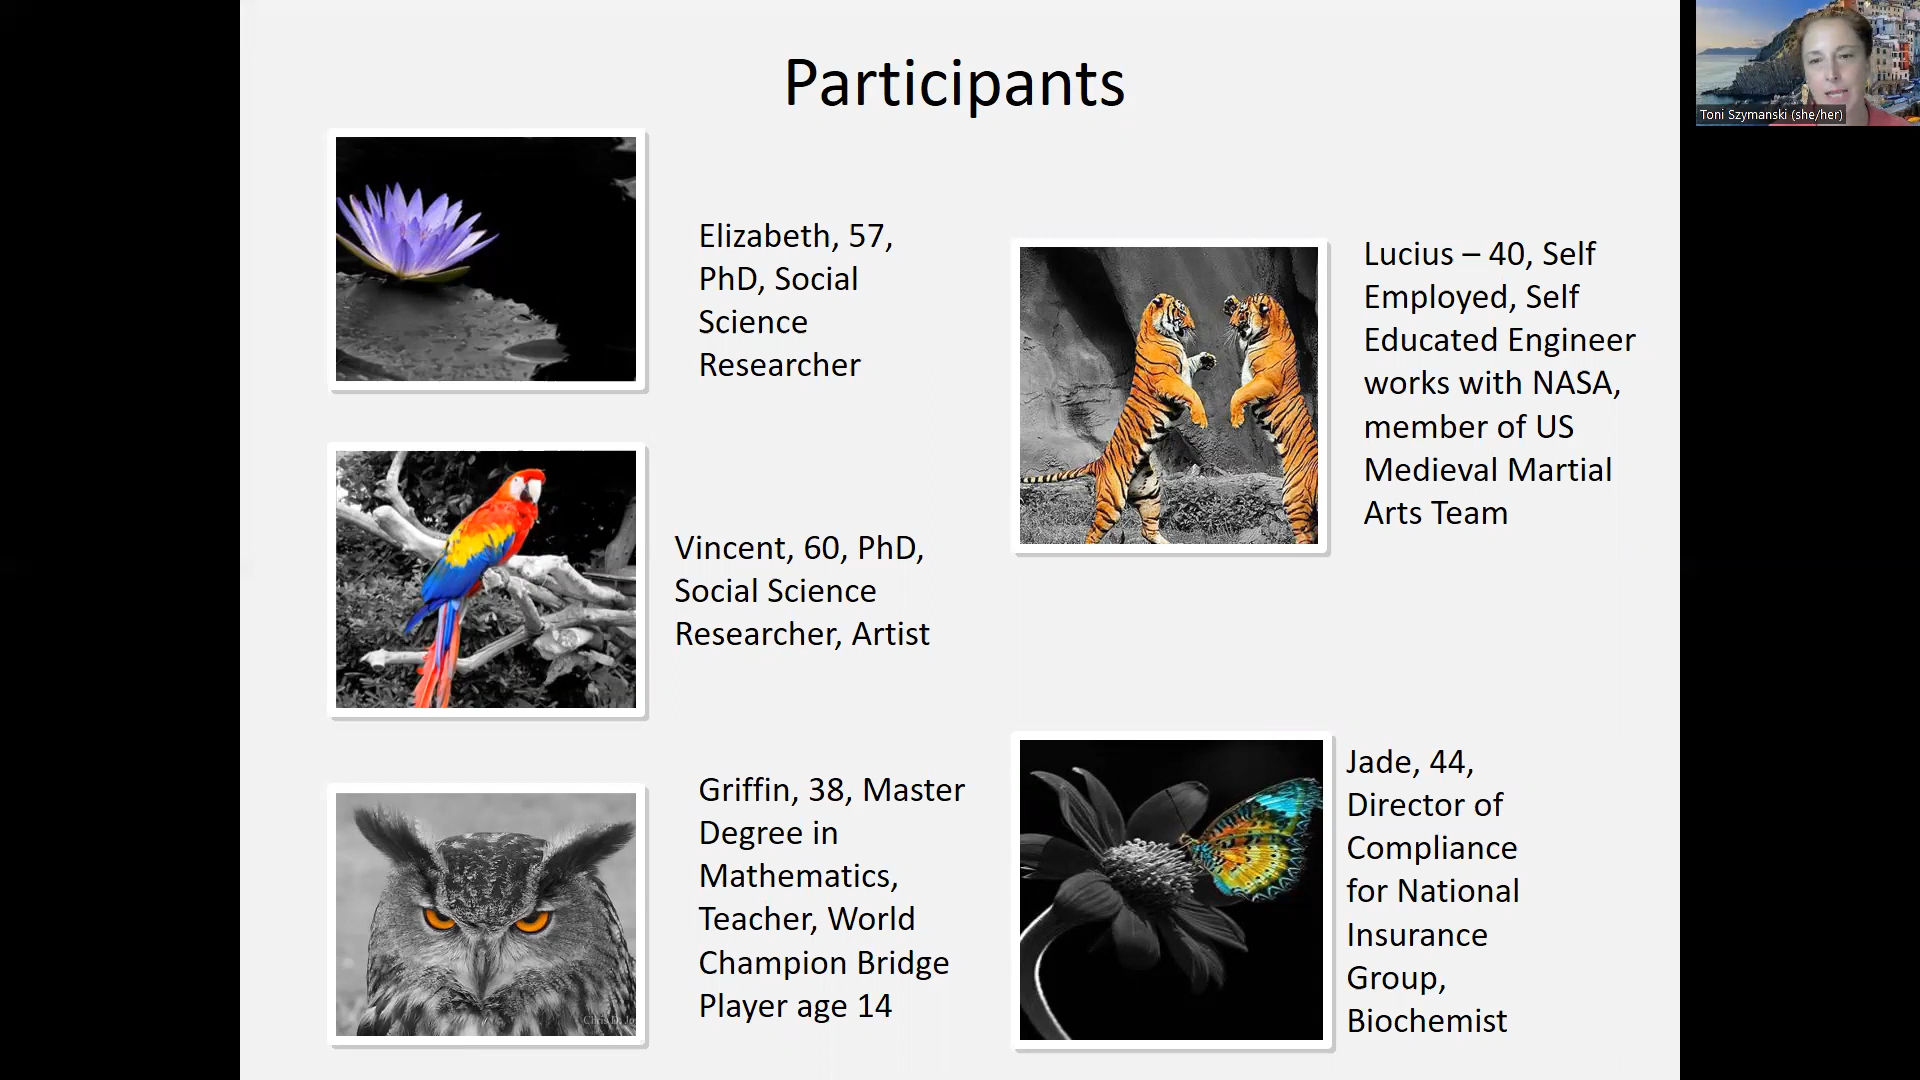 Participants
Toni Szymanski (she/her)
Elizabeth, 57,
PhD, Social
Science
Researcher
Lucius – 40, Self
Employed, Self
Educated Engineer
works with NASA,
member of US
Medieval Martial
Arts Team
Vincent, 60, PhD,
Social Science
Researcher, Artist
Griffin, 38, Master
Degree in
Mathematics,
Teacher, World
Champion Bridge
Player age 14
Jade, 44,
Director of
Compliance
for National
Insurance
Group,
Biochemist